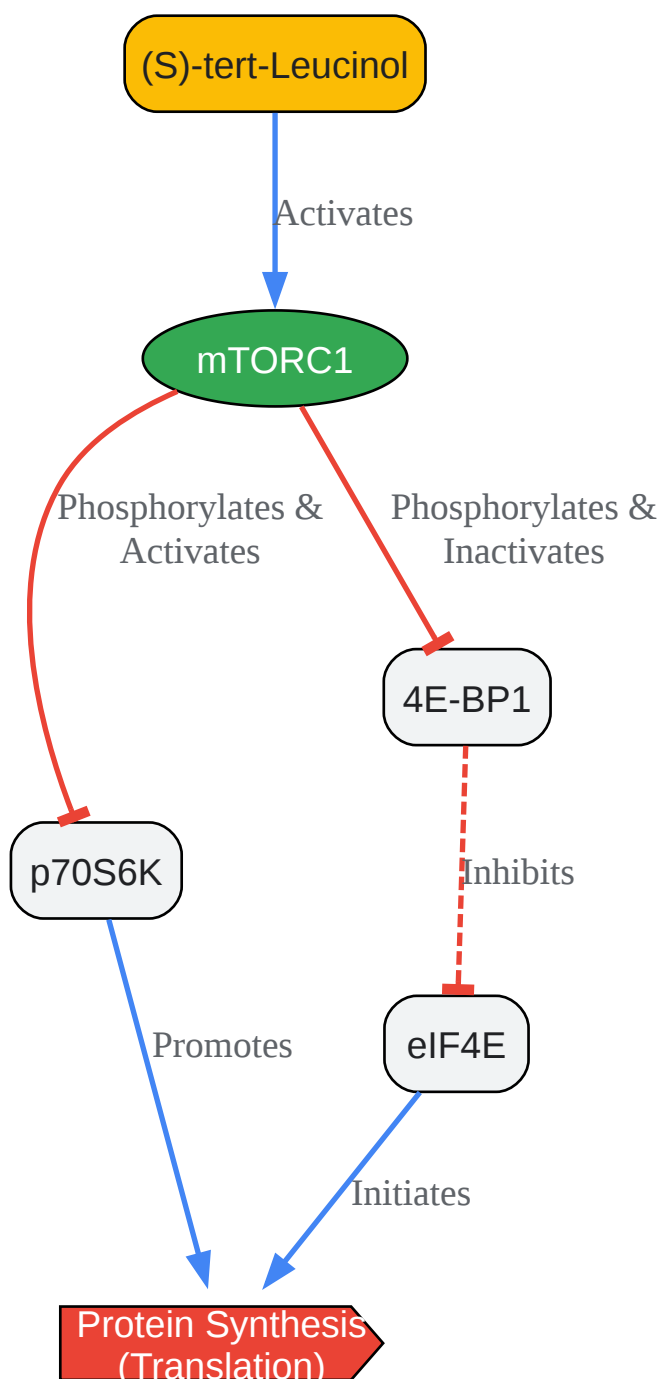 (S)-tert-Leucinol
Activates
mTORC1
Phosphorylates &
Activates
Phosphorylates &
Inactivates
4E-BP1
p70S6K
Inhibits
Promotes
eIF4E
Initiates
Protein Synthesis
(Translation)